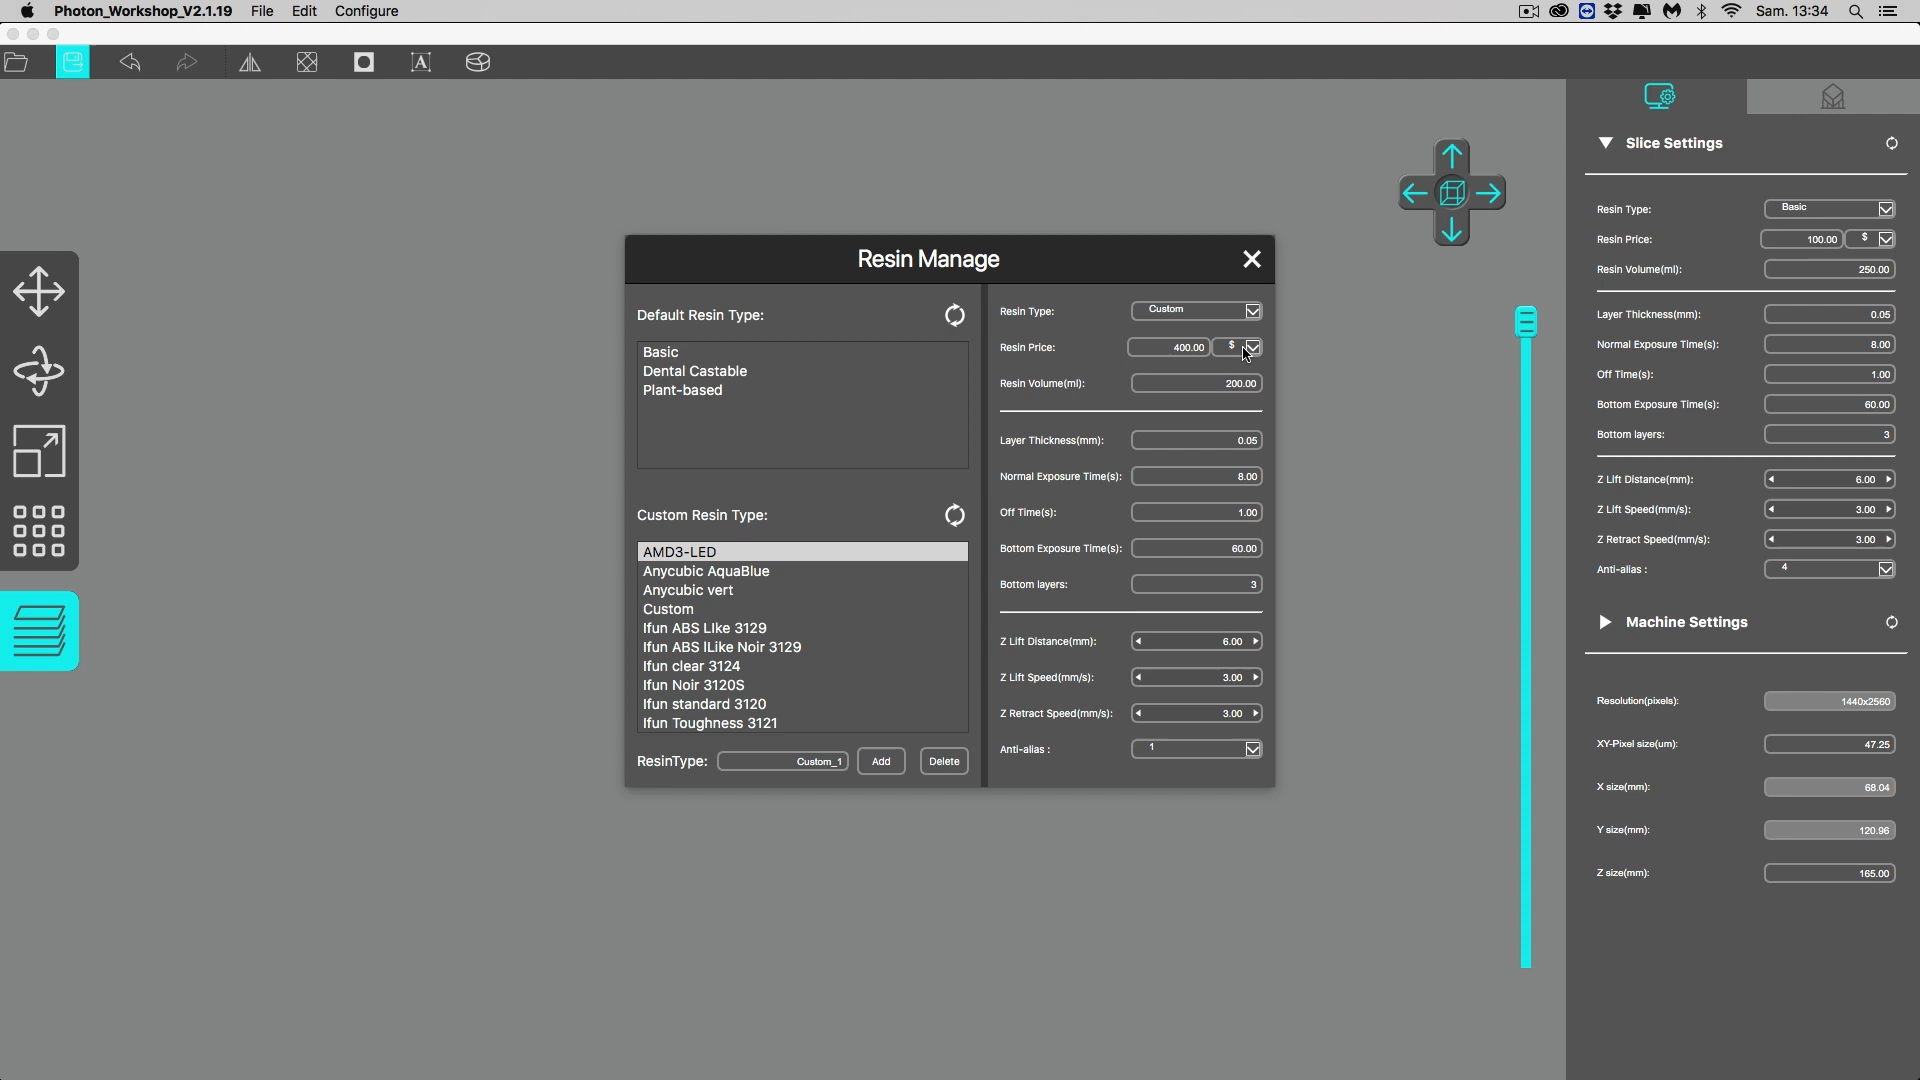 Photon_Workshop_V2.1.19 File Edit Configure
Sam. 13:34
Slice Settings
Resin Type: Basic
Resin Price: 100.00 $
Resin Volume(ml): 250.00
Layer Thickness(mm): 0.05
Normal Exposure Time(s): 8.00
Off Time(s): 1.00
Bottom Exposure Time(s): 60.00
Bottom layers: 3
Z Lift Distance(mm): 6.00
Z Lift Speed(mm/s): 3.00
Z Retract Speed(mm/s): 3.00
Anti-alias : 4
Machine Settings
Resolution(pixels): 1440x2560
XY-Pixel size(um): 47.25
X size(mm): 68.04
Y size(mm): 120.96
Z size(mm): 165.00
Resin Manage
Default Resin Type:
Basic
Dental Castable
Plant-based
Custom Resin Type:
AMD3-LED
Anycubic AquaBlue
Anycubic vert
Custom
Ifun ABS LIke 3129
Ifun ABS lLike Noir 3129
Ifun clear 3124
Ifun Noir 3120S
Ifun standard 3120
Ifun Toughness 3121
ResinType: Custom_1 Add Delete
Resin Type: Custom
Resin Price: 400.00 $
Resin Volume(ml): 200.00
Layer Thickness(mm): 0.05
Normal Exposure Time(s): 8.00
Off Time(s): 1.00
Bottom Exposure Time(s): 60.00
Bottom layers: 3
Z Lift Distance(mm): 6.00
Z Lift Speed(mm/s): 3.00
Z Retract Speed(mm/s): 3.00
Anti-alias : 1